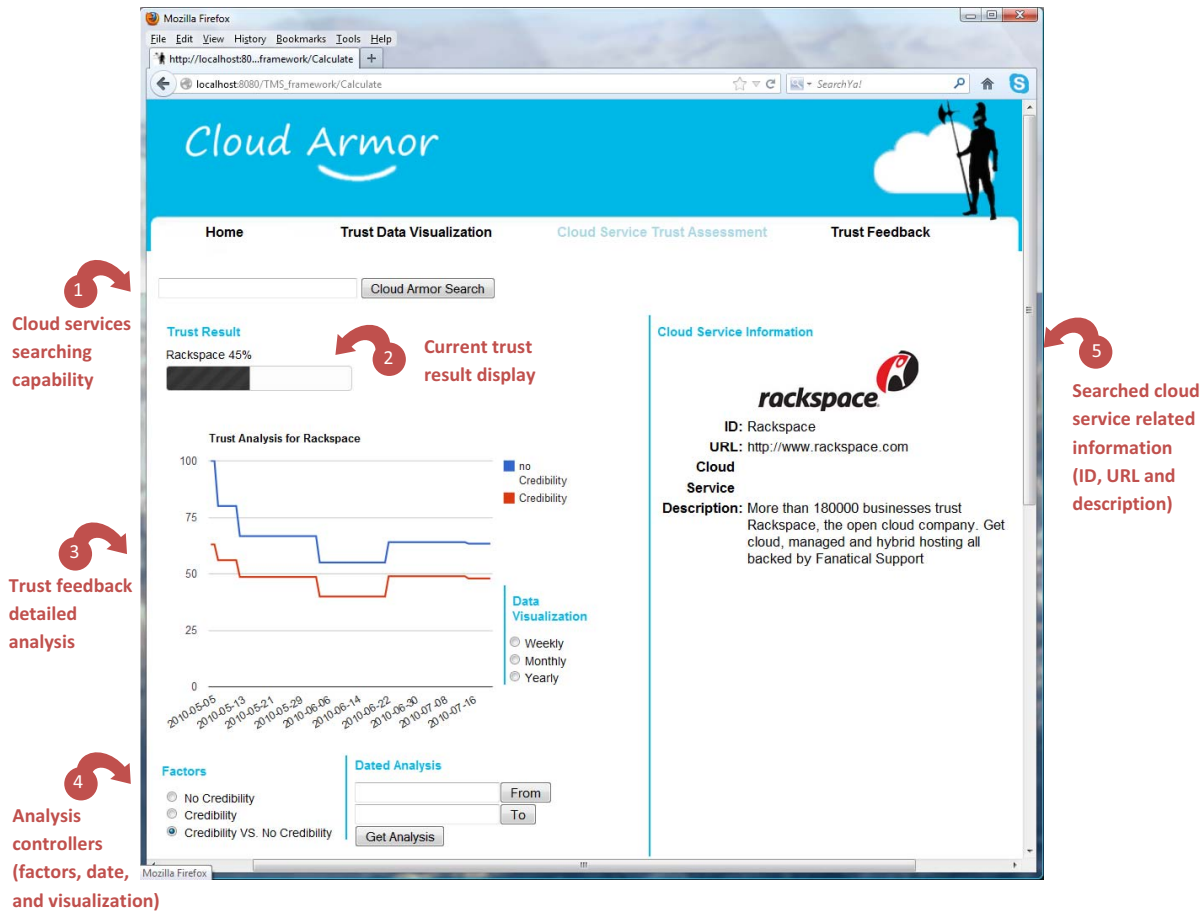 Mozilla Firefox
File Edit View History Bookmarks Tools Help
http://localhost:80...framework/Calculate +
localhost:8080/TMS_framework/Calculate
SearchYa!
S
Cloud Armor
Home
Trust Data Visualization
Cloud Service Trust Assessment
Trust Feedback
Cloud Armor Search
1
Cloud services
searching
capability
Trust Result
Rackspace 45%
2
Current trust
result display
Cloud Service Information
rackspace
ID: Rackspace
URL: http://www.rackspace.com
Cloud
Service
Description: More than 180000 businesses trust
Rackspace, the open cloud company. Get
cloud, managed and hybrid hosting all
backed by Fanatical Support
5
Searched cloud
service related
information
(ID, URL and
description)
Trust Analysis for Rackspace
100
75
50
25
0
no
Credibility
Credibility
2010-05-05
2010-05-13
2010-05-21
2010-05-29
2010-06-06
2010-06-14
2010-06-22
2010-06-30
2010-07-08
2010-07-16
3
Trust feedback
detailed
analysis
Data
Visualization
Weekly
Monthly
Yearly
4
Analysis
controllers
(factors, date,
and visualization)
Factors
No Credibility
Credibility
Credibility VS. No Credibility
Dated Analysis
From
To
Get Analysis
Mozilla Firefox